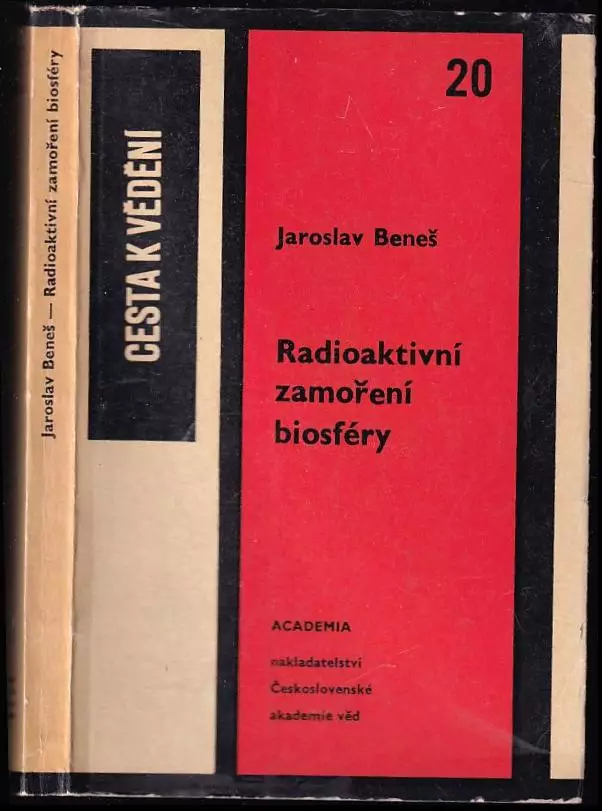 Jaroslav Beneš — Radioaktivní zamoření biosféry
CESTA K VĚDĚNÍ
20
Jaroslav Beneš
Radioaktivní
zamoření
biosféry
ACADEMIA
nakladatelství
Československé
akademie věd